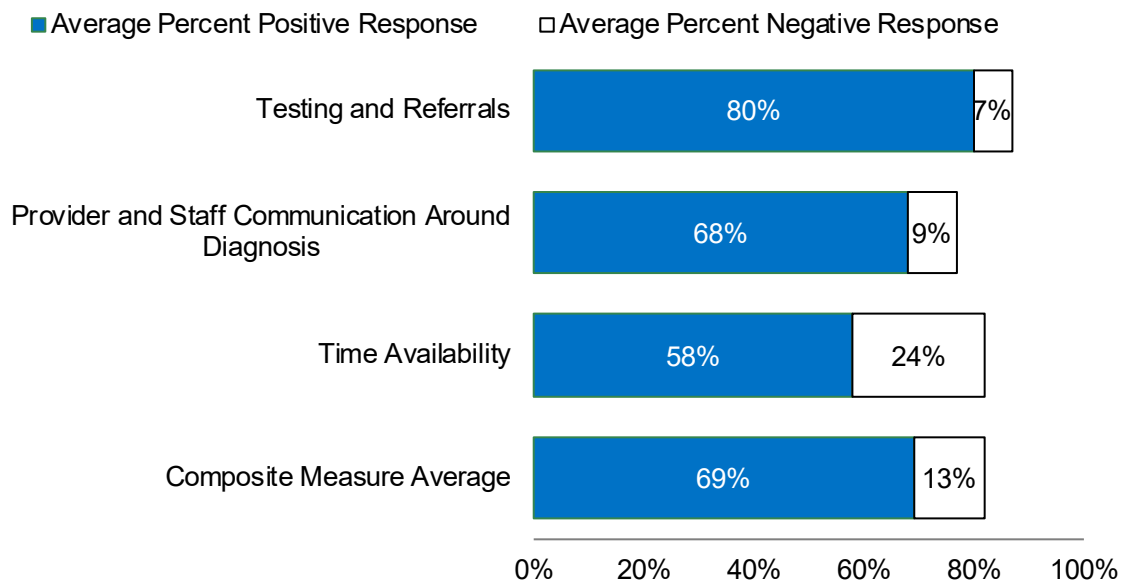 Average Percent Positive Response
Average Percent Negative Response
Testing and Referrals
80%
7%
Provider and Staff Communication Around
Diagnosis
68%
9%
Time Availability
58%
24%
Composite Measure Average
69%
13%
0%
20%
40%
60%
80%
100%